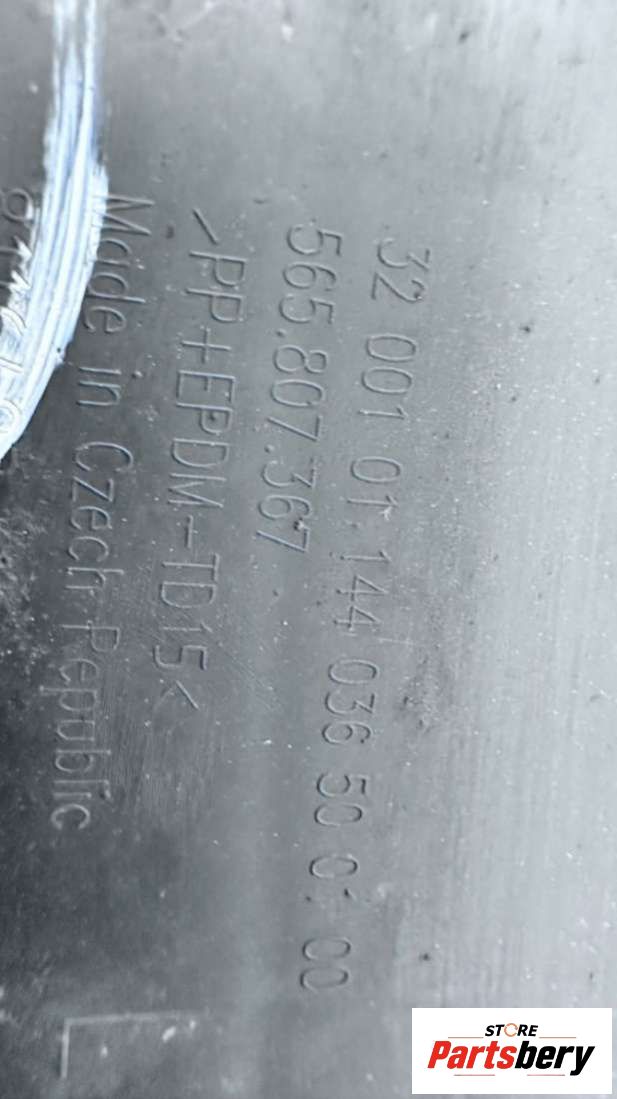 32 001 01.144 036 50 01 00
565.807.367
>PP+EPDM-TD15<
Made in Czech Republic
STORE
Partsbery